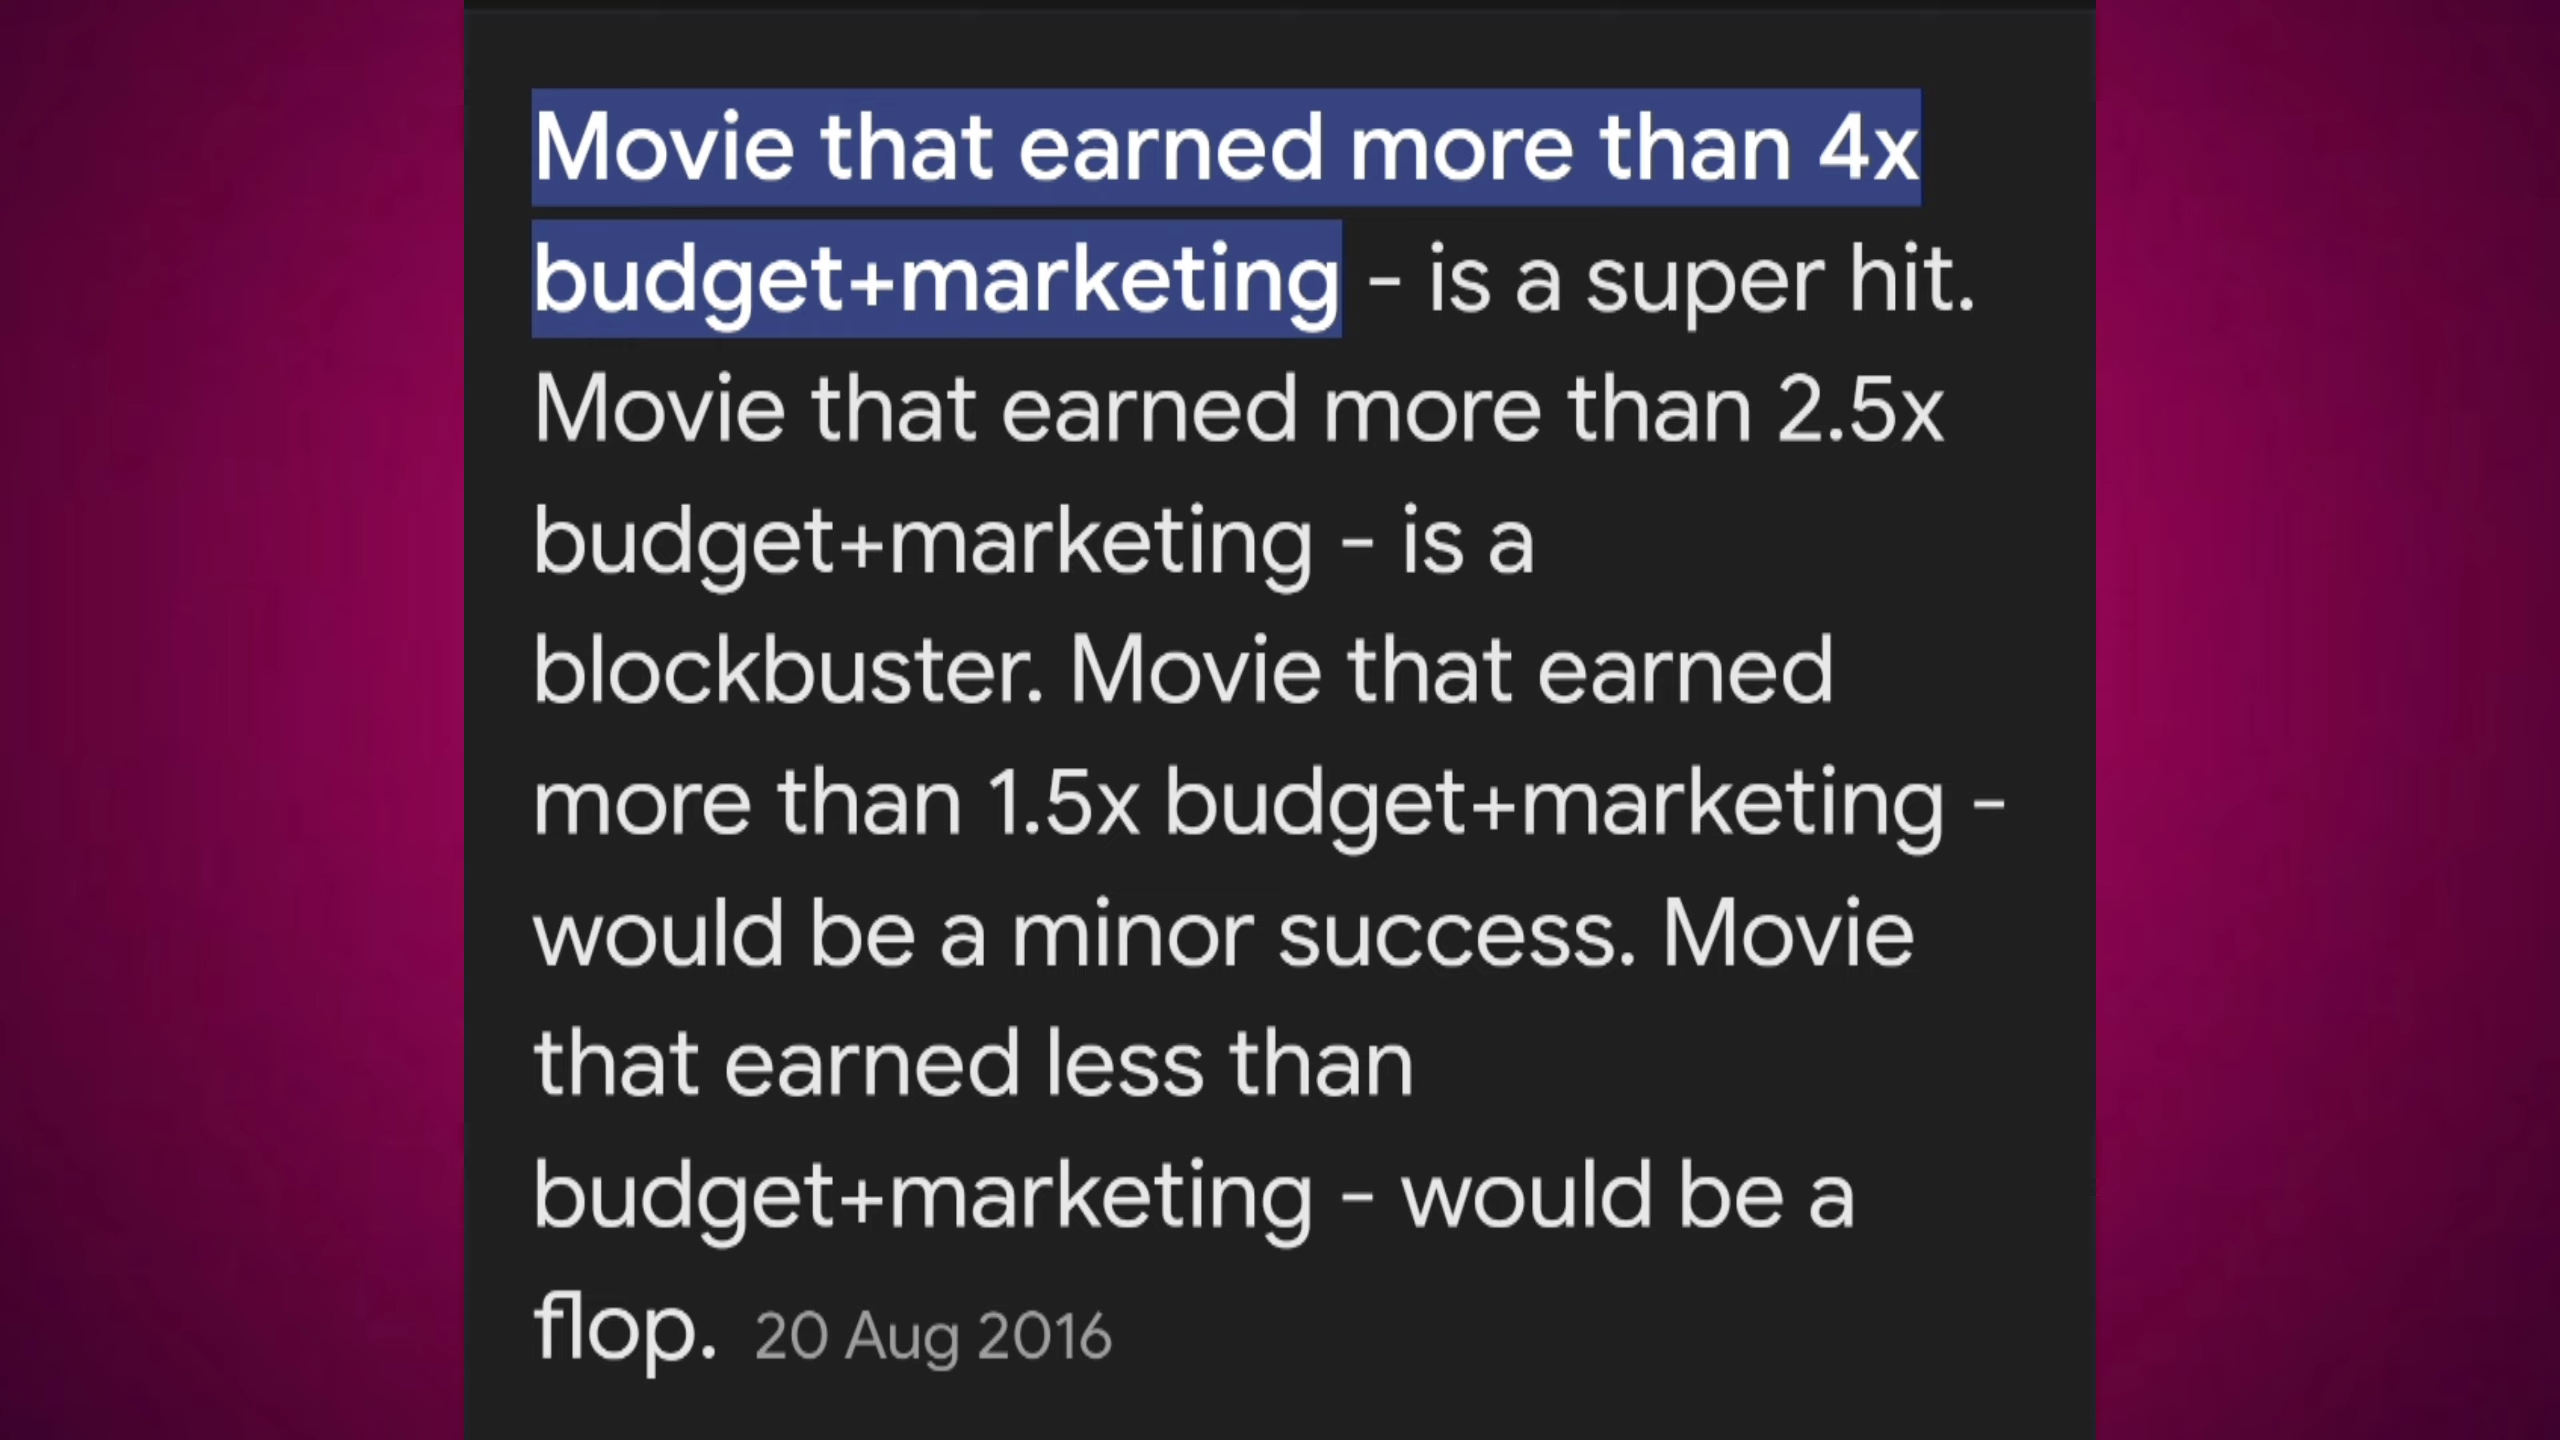 Movie that earned more than 4x
budget+marketing - is a super hit.
Movie that earned more than 2.5x
budget+marketing - is a
blockbuster. Movie that earned
more than 1.5x budget+marketing -
would be a minor success. Movie
that earned less than
budget+marketing - would be a
flop. 20 Aug 2016